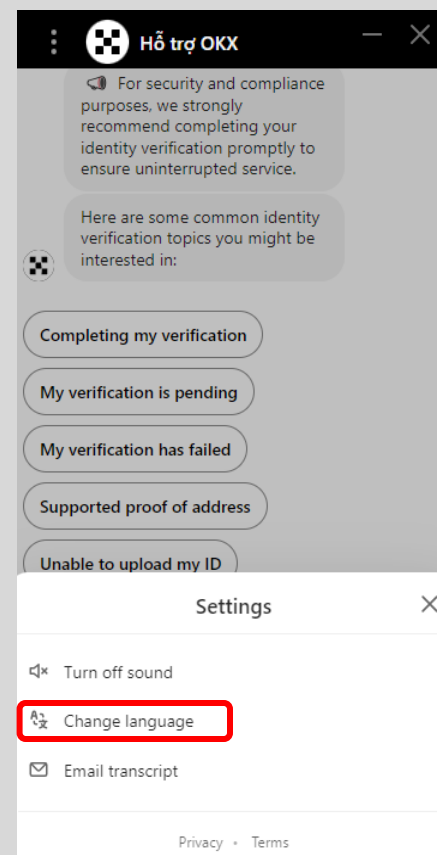 Hỗ trợ OKX
For security and compliance
purposes, we strongly
recommend completing your
identity verification promptly to
ensure uninterrupted service.
Here are some common identity
verification topics you might be
interested in:
Completing my verification
My verification is pending
My verification has failed
Supported proof of address
Unable to upload my ID
Settings
Turn off sound
Change language
Email transcript
Privacy • Terms